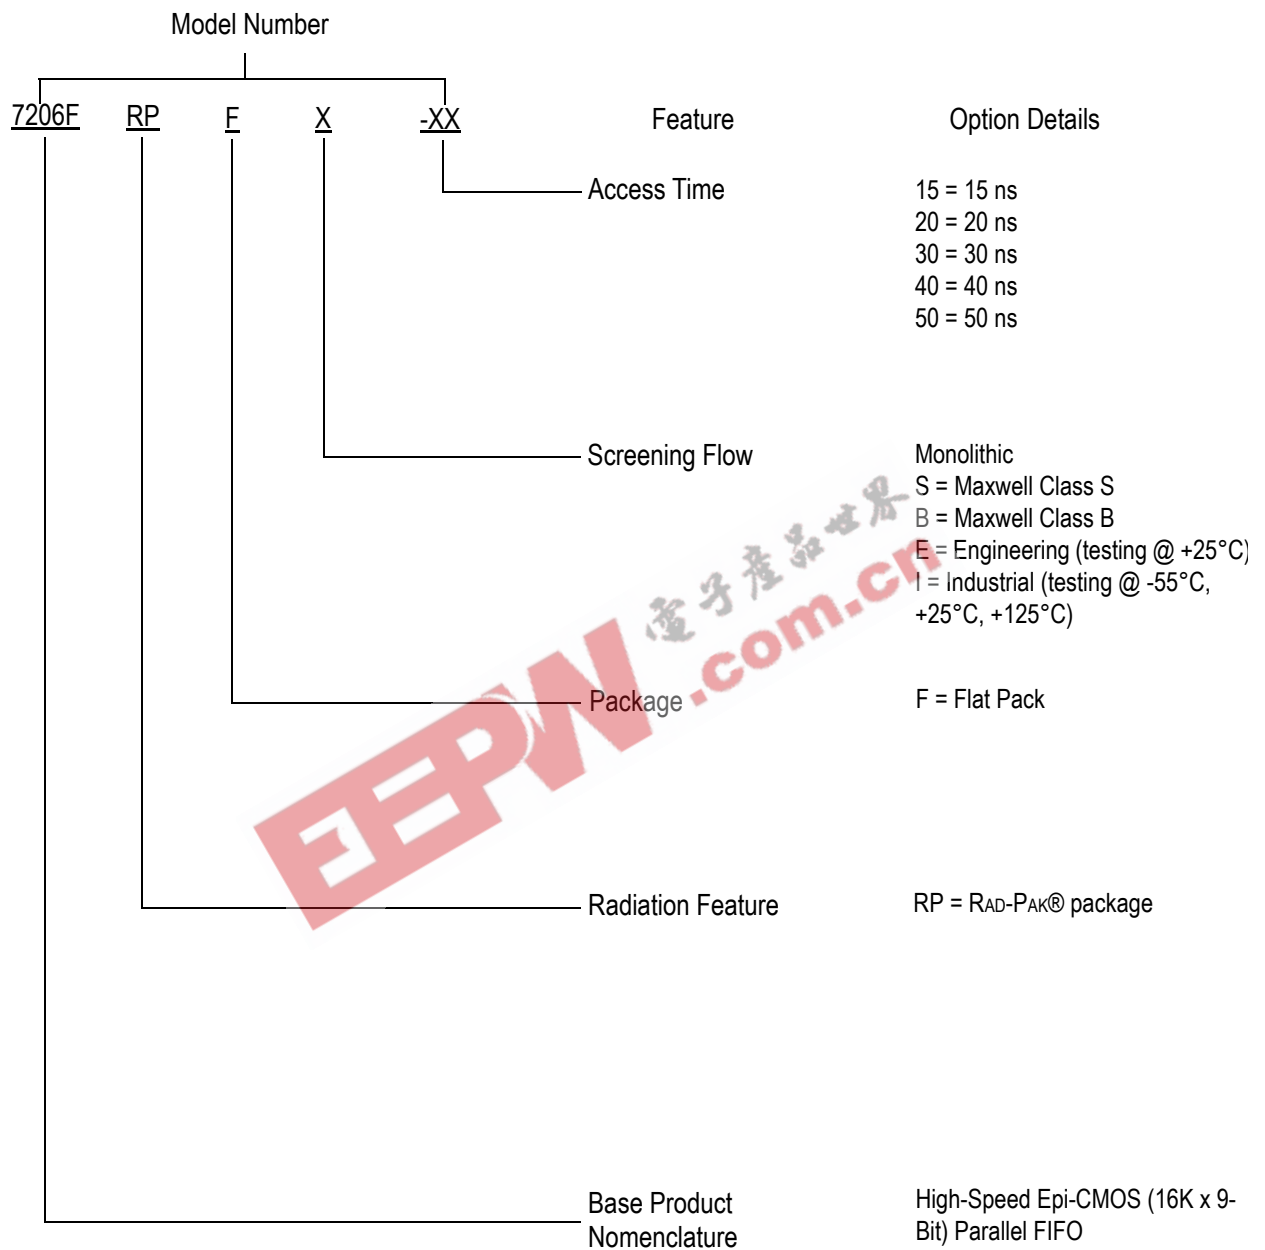 Model Number
7206F RP F X -XX Feature Option Details
Access Time 15 = 15 ns
20 = 20 ns
30 = 30 ns
40 = 40 ns
50 = 50 ns
Screening Flow Monolithic
S = Maxwell Class S
B = Maxwell Class B
E = Engineering (testing @ +25°C)
I = Industrial (testing @ -55°C,
+25°C, +125°C)
電子產品世界
EEPW.com.cn
Package F = Flat Pack
Radiation Feature RP = RAD-PAK® package
Base Product High-Speed Epi-CMOS (16K x 9-
Nomenclature Bit) Parallel FIFO